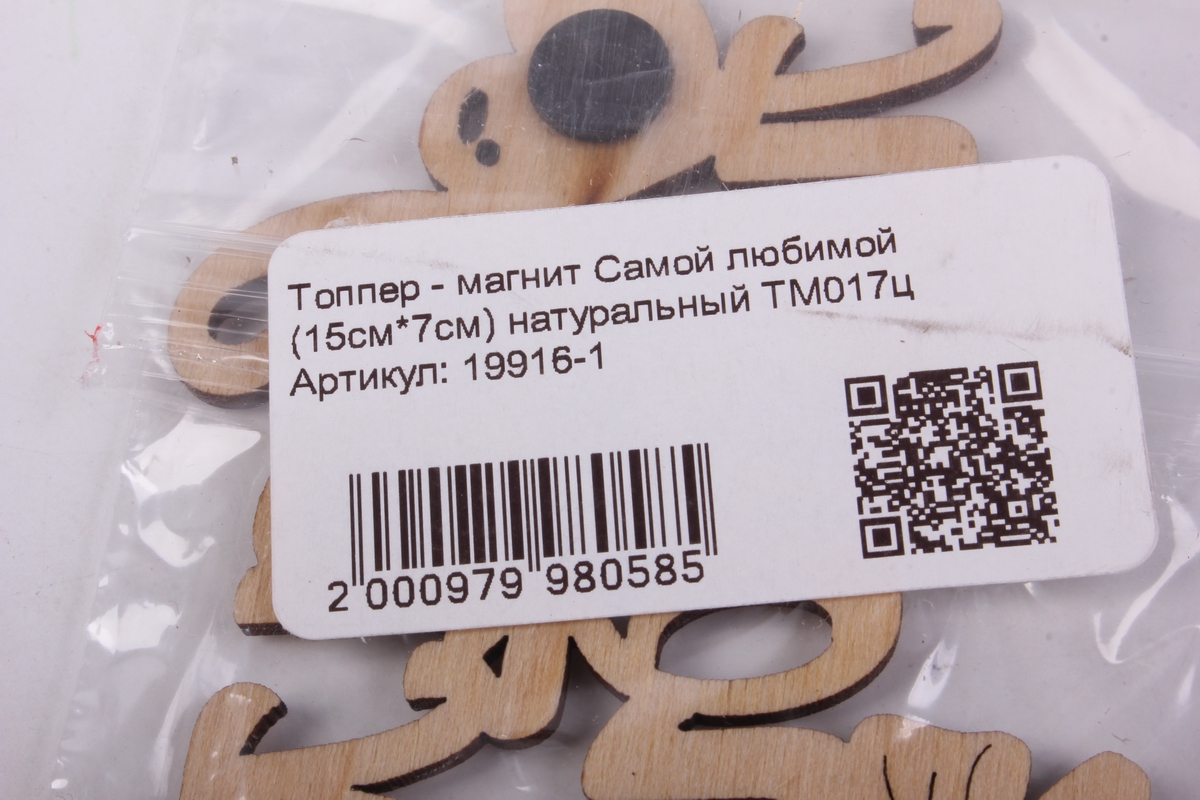 Топпер - магнит Самой любимой
(15см*7см) натуральный ТМ017ц
Артикул: 19916-1
2 000979 980585